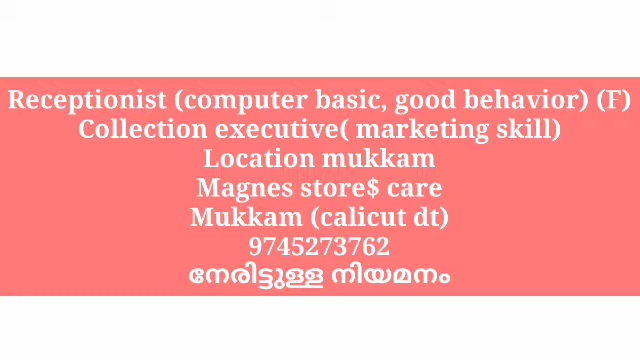 Receptionist (computer basic, good behavior) (F)
Collection executive( marketing skill)
Location mukkam
Magnes store$ care
Mukkam (calicut dt)
9745273762
നേരിട്ടുള്ള നിയമനം